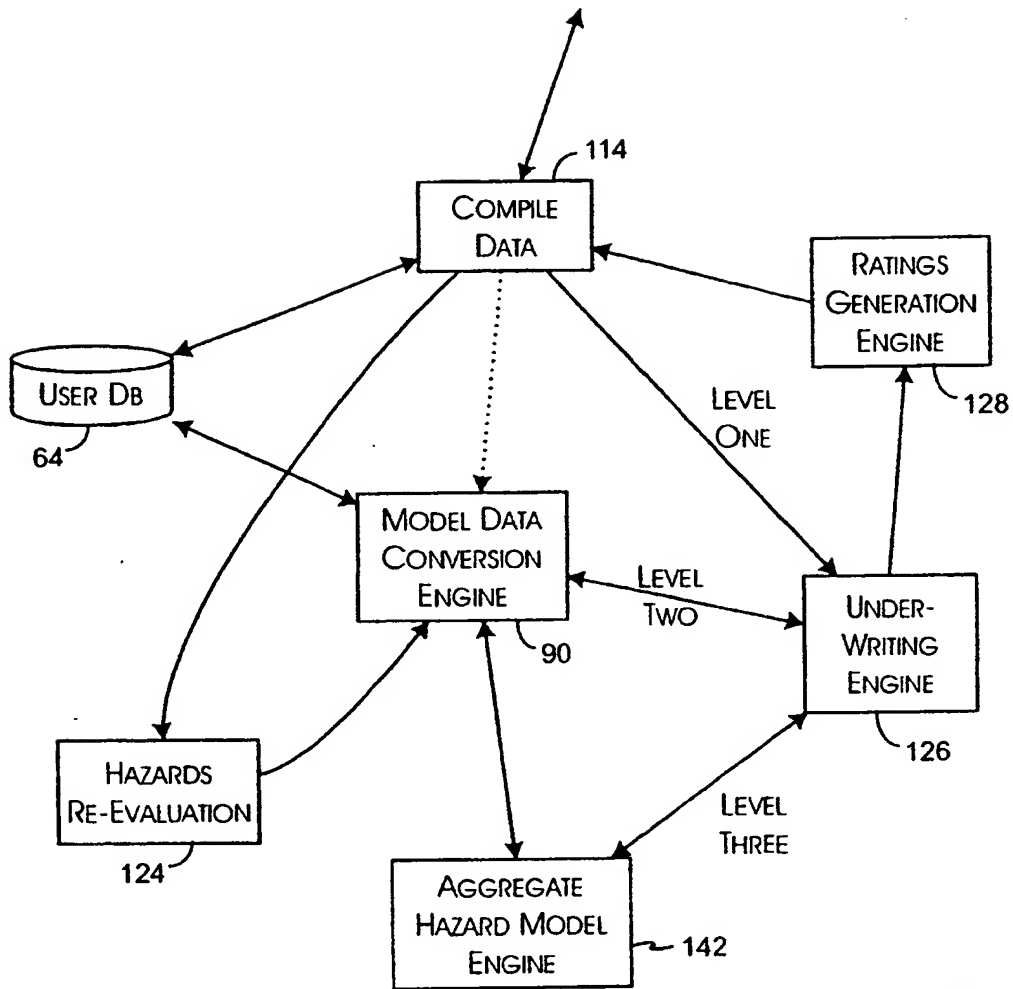 114
COMPILE
DATA
RATINGS
GENERATION
ENGINE
128
USER DB
64
LEVEL
ONE
MODEL DATA
CONVERSION
ENGINE
90
LEVEL
TWO
UNDER-
WRITING
ENGINE
126
HAZARDS
RE-EVALUATION
124
LEVEL
THREE
AGGREGATE
HAZARD MODEL
ENGINE
142